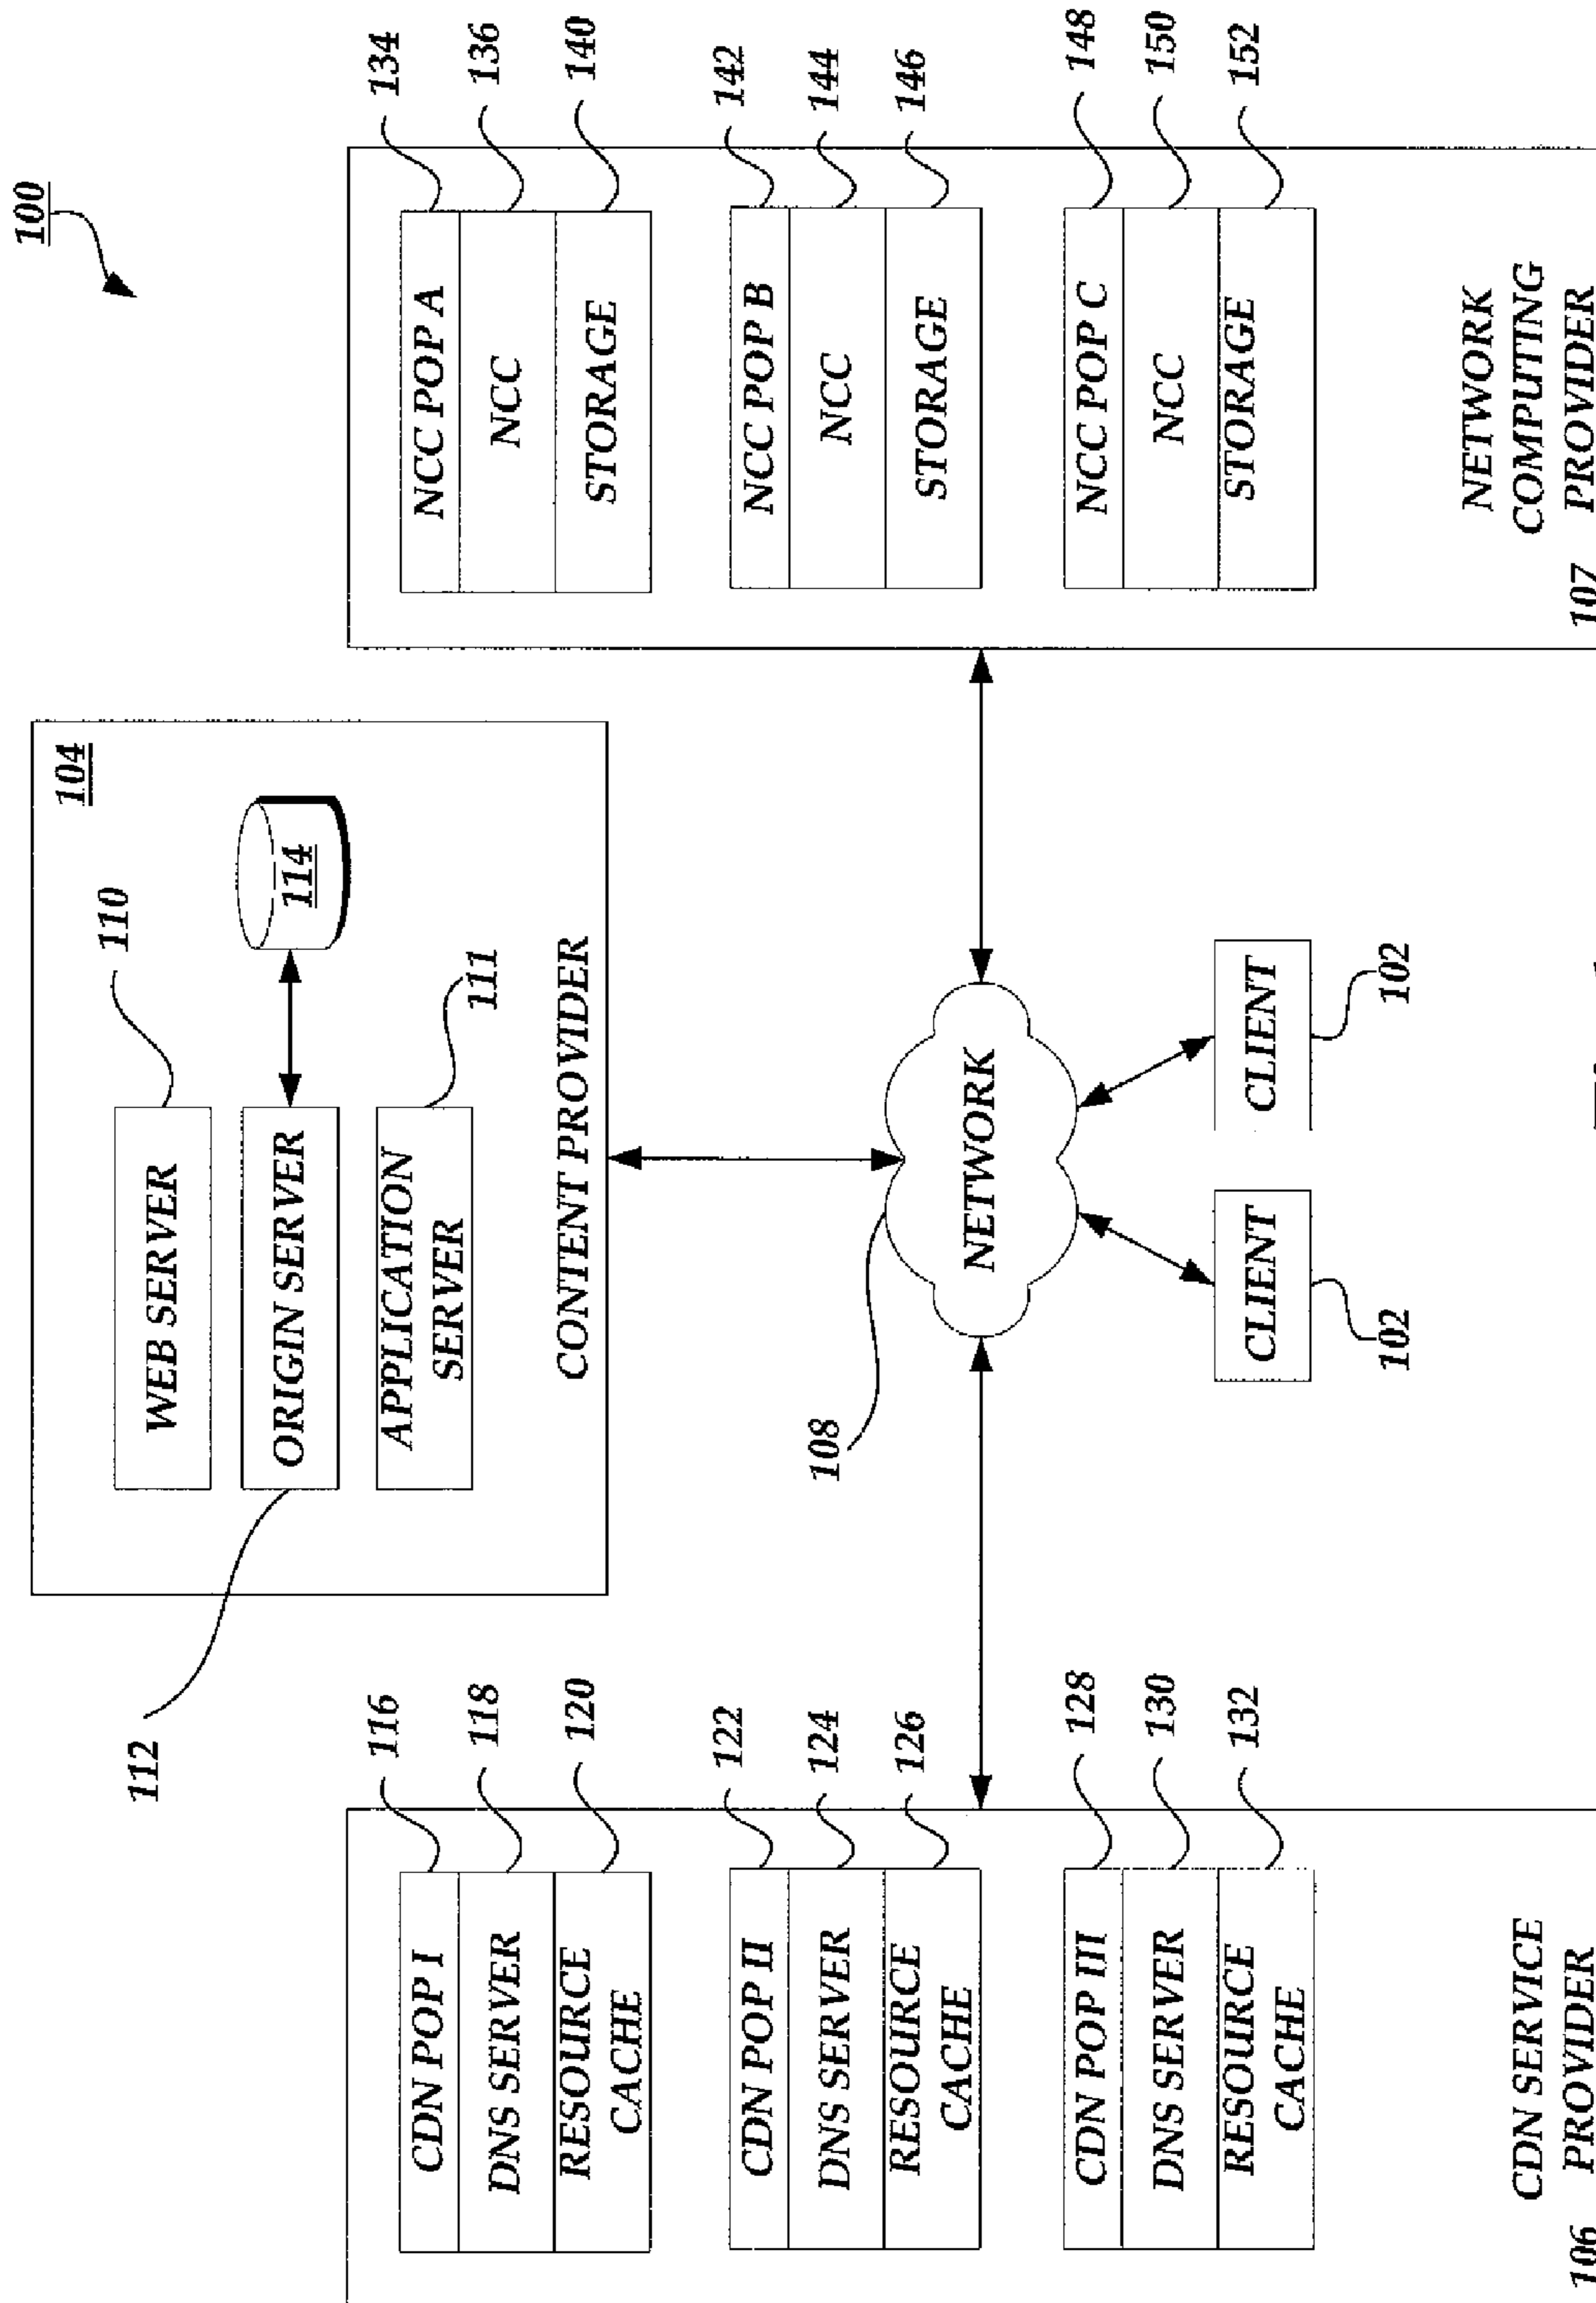 100
104
WEB SERVER
110
ORIGIN SERVER
114
112
APPLICATION
SERVER
111
CONTENT PROVIDER
CDN POP I
116
DNS SERVER
118
RESOURCE
CACHE
120
CDN POP II
122
DNS SERVER
124
RESOURCE
CACHE
126
CDN POP III
128
DNS SERVER
130
RESOURCE
CACHE
132
CDN SERVICE
106 PROVIDER
108
NETWORK
CLIENT
102
CLIENT
102
NCC POP A
134
NCC
136
STORAGE
140
NCC POP B
142
NCC
144
STORAGE
146
NCC POP C
148
NCC
150
STORAGE
152
NETWORK
COMPUTING
107 PROVIDER